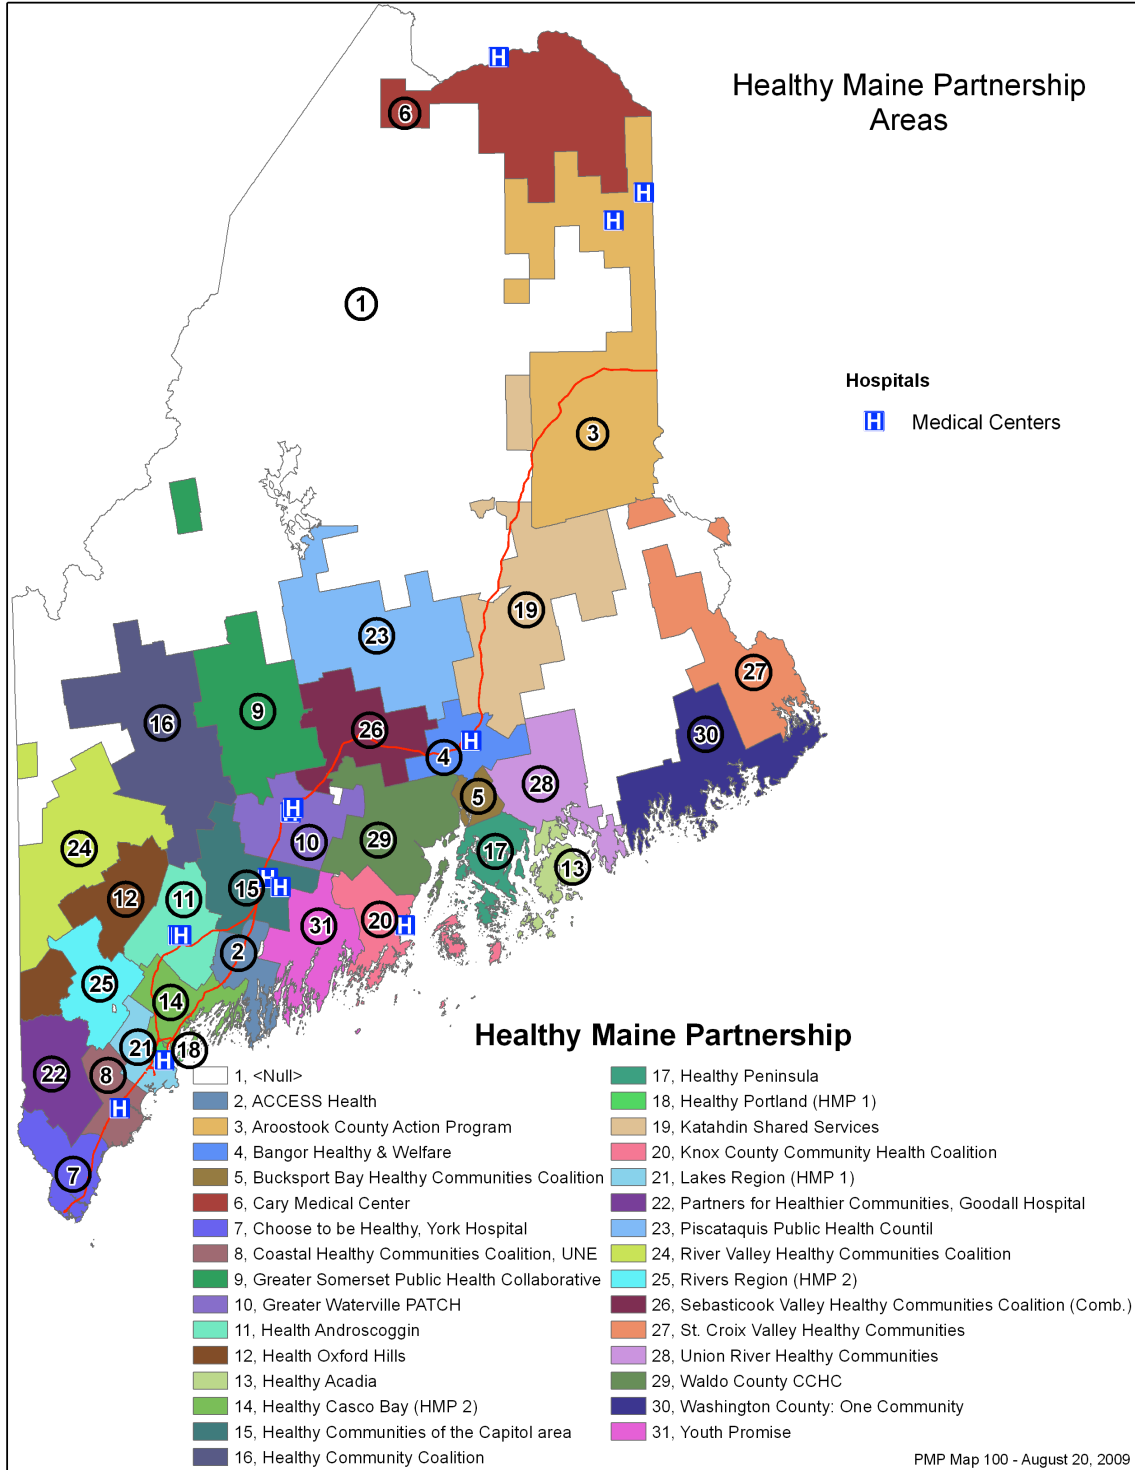 Healthy Maine Partnership
Areas
H
6
H
H
1
Hospitals
H Medical Centers
3
19
23
27
9
16
26
30
H
4
28
5
H
10
29
24
17
13
H H
15
12
11
31
20
H
H
2
25
14
Healthy Maine Partnership
21
18
H
22
8
H
7
1, <Null>
2, ACCESS Health
3, Aroostook County Action Program
4, Bangor Healthy & Welfare
5, Bucksport Bay Healthy Communities Coalition
6, Cary Medical Center
7, Choose to be Healthy, York Hospital
8, Coastal Healthy Communities Coalition, UNE
9, Greater Somerset Public Health Collaborative
10, Greater Waterville PATCH
11, Health Androscoggin
12, Health Oxford Hills
13, Healthy Acadia
14, Healthy Casco Bay (HMP 2)
15, Healthy Communities of the Capitol area
16, Healthy Community Coalition
17, Healthy Peninsula
18, Healthy Portland (HMP 1)
19, Katahdin Shared Services
20, Knox County Community Health Coalition
21, Lakes Region (HMP 1)
22, Partners for Healthier Communities, Goodall Hospital
23, Piscataquis Public Health Countil
24, River Valley Healthy Communities Coalition
25, Rivers Region (HMP 2)
26, Sebasticook Valley Healthy Communities Coalition (Comb.)
27, St. Croix Valley Healthy Communities
28, Union River Healthy Communities
29, Waldo County CCHC
30, Washington County: One Community
31, Youth Promise
PMP Map 100 - August 20, 2009